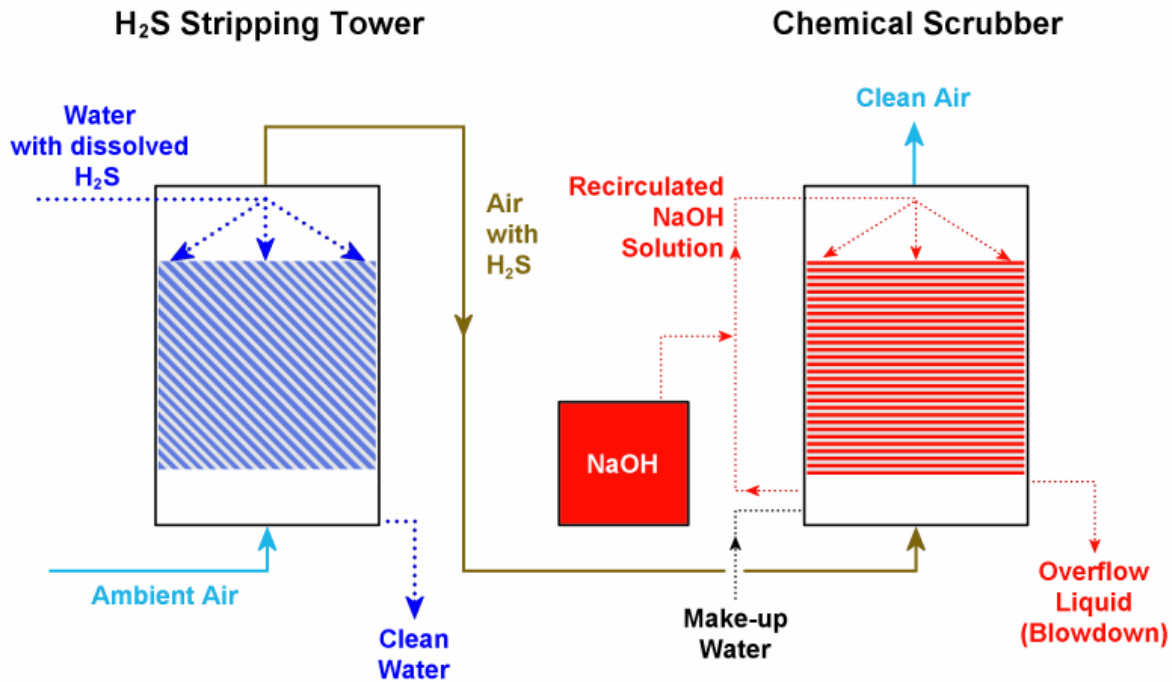 H₂S Stripping Tower
Chemical Scrubber
Water
with dissolved
H₂S
Air
with
H₂S
Ambient Air
Clean
Water
Clean Air
Recirculated
NaOH
Solution
NaOH
Make-up
Water
Overflow
Liquid
(Blowdown)